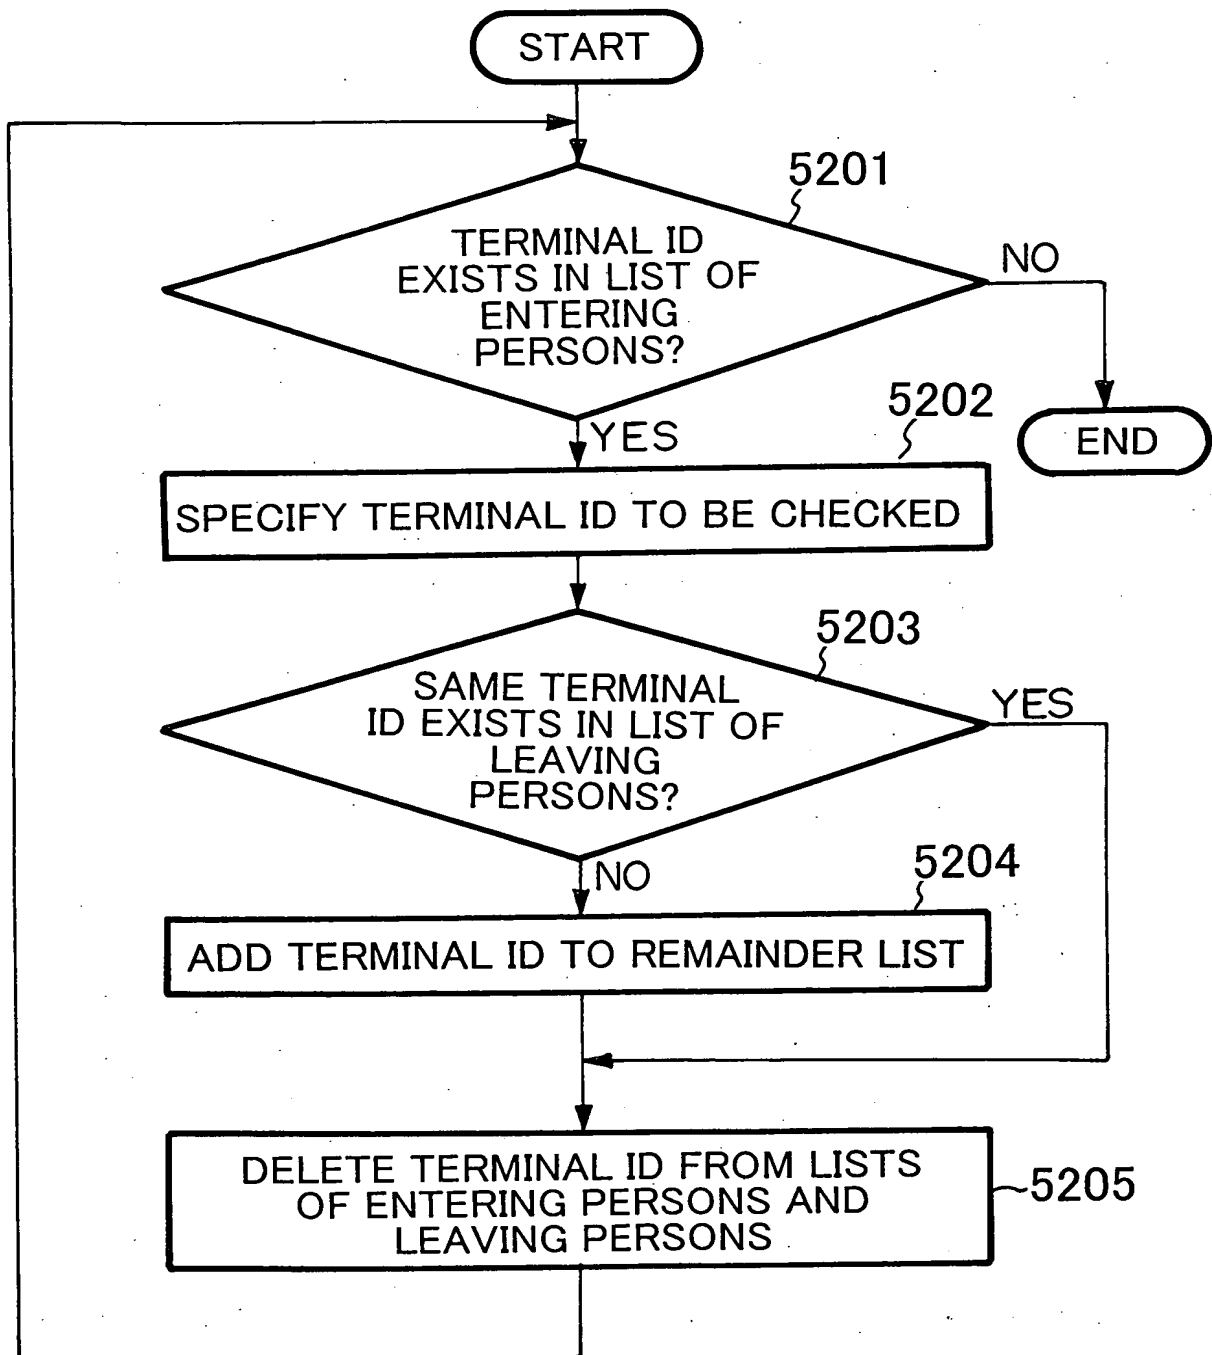 START
5201
TERMINAL ID
EXISTS IN LIST OF
ENTERING
PERSONS?
NO
END
YES
5202
SPECIFY TERMINAL ID TO BE CHECKED
5203
SAME TERMINAL
ID EXISTS IN LIST OF
LEAVING
PERSONS?
YES
NO
5204
ADD TERMINAL ID TO REMAINDER LIST
DELETE TERMINAL ID FROM LISTS
OF ENTERING PERSONS AND
LEAVING PERSONS
5205